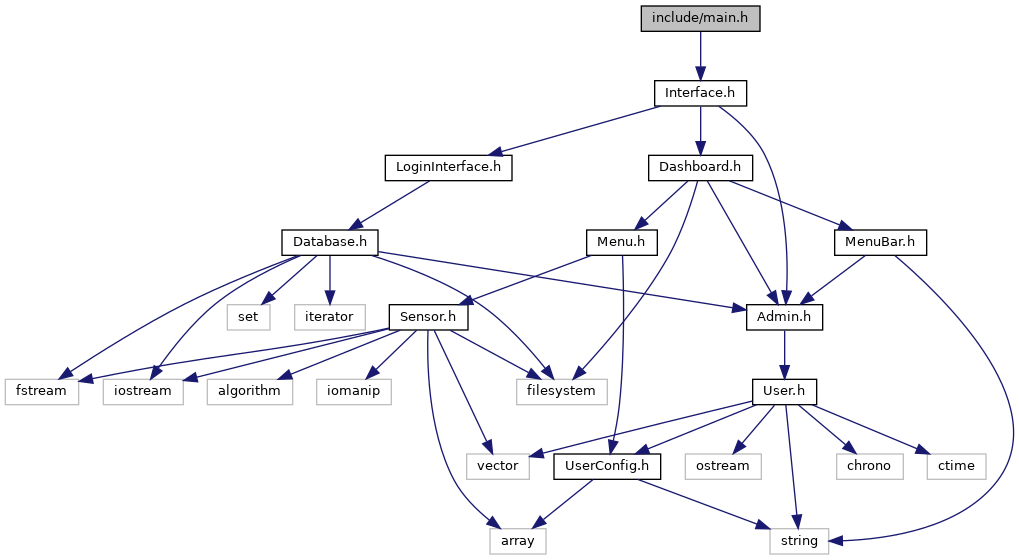 include/main.h
Interface.h
LoginInterface.h
Dashboard.h
Database.h
Menu.h
MenuBar.h
set
iterator
Sensor.h
Admin.h
fstream
iostream
algorithm
iomanip
filesystem
User.h
vector
UserConfig.h
ostream
chrono
ctime
array
string